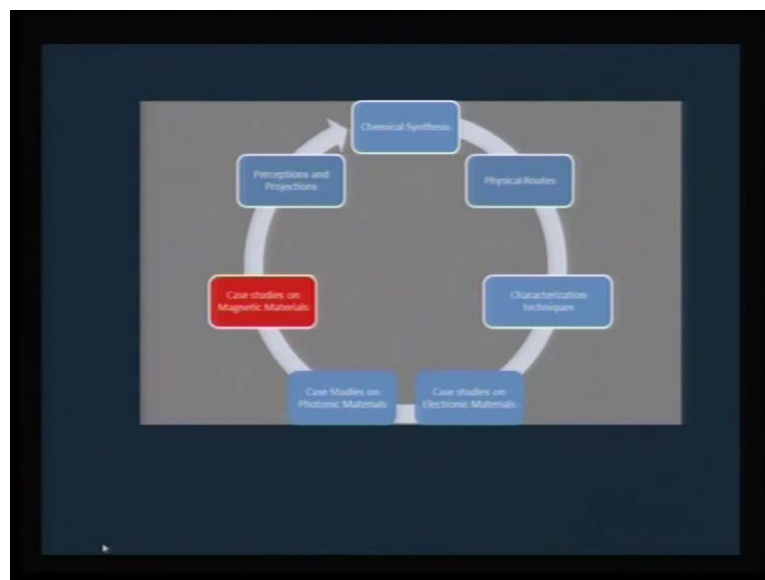 Chemical Synthesis
Physical Routes
Characterization
techniques
Case studies on
Electronic Materials
Case Studies on
Photonic Materials
Case studies on
Magnetic Materials
Perceptions and
Projections